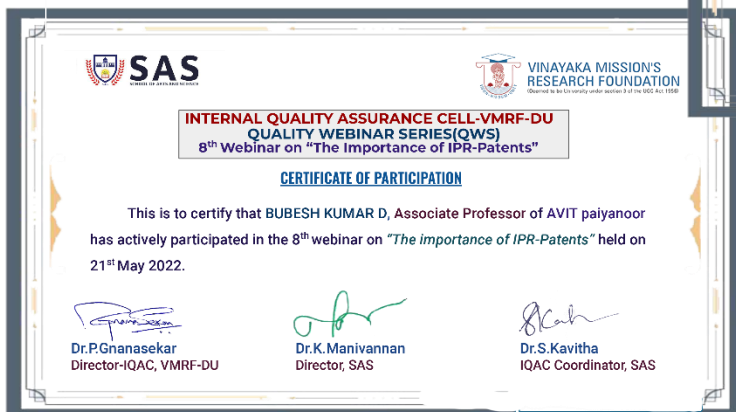 SAS
SCHOOL OF ARTS AND SCIENCE
VINAYAKA MISSION'S
RESEARCH FOUNDATION
(Deemed to be University under section 3 of the UGC Act 1956)
INTERNAL QUALITY ASSURANCE CELL-VMRF-DU
QUALITY WEBINAR SERIES(QWS)
8th Webinar on “The Importance of IPR-Patents”
CERTIFICATE OF PARTICIPATION
This is to certify that BUBESH KUMAR D, Associate Professor of AVIT paiyanoor
has actively participated in the 8th webinar on “The importance of IPR-Patents” held on
21st May 2022.
Dr.P.Gnanasekar
Director-IQAC, VMRF-DU
Dr.K.Manivannan
Director, SAS
Dr.S.Kavitha
IQAC Coordinator, SAS